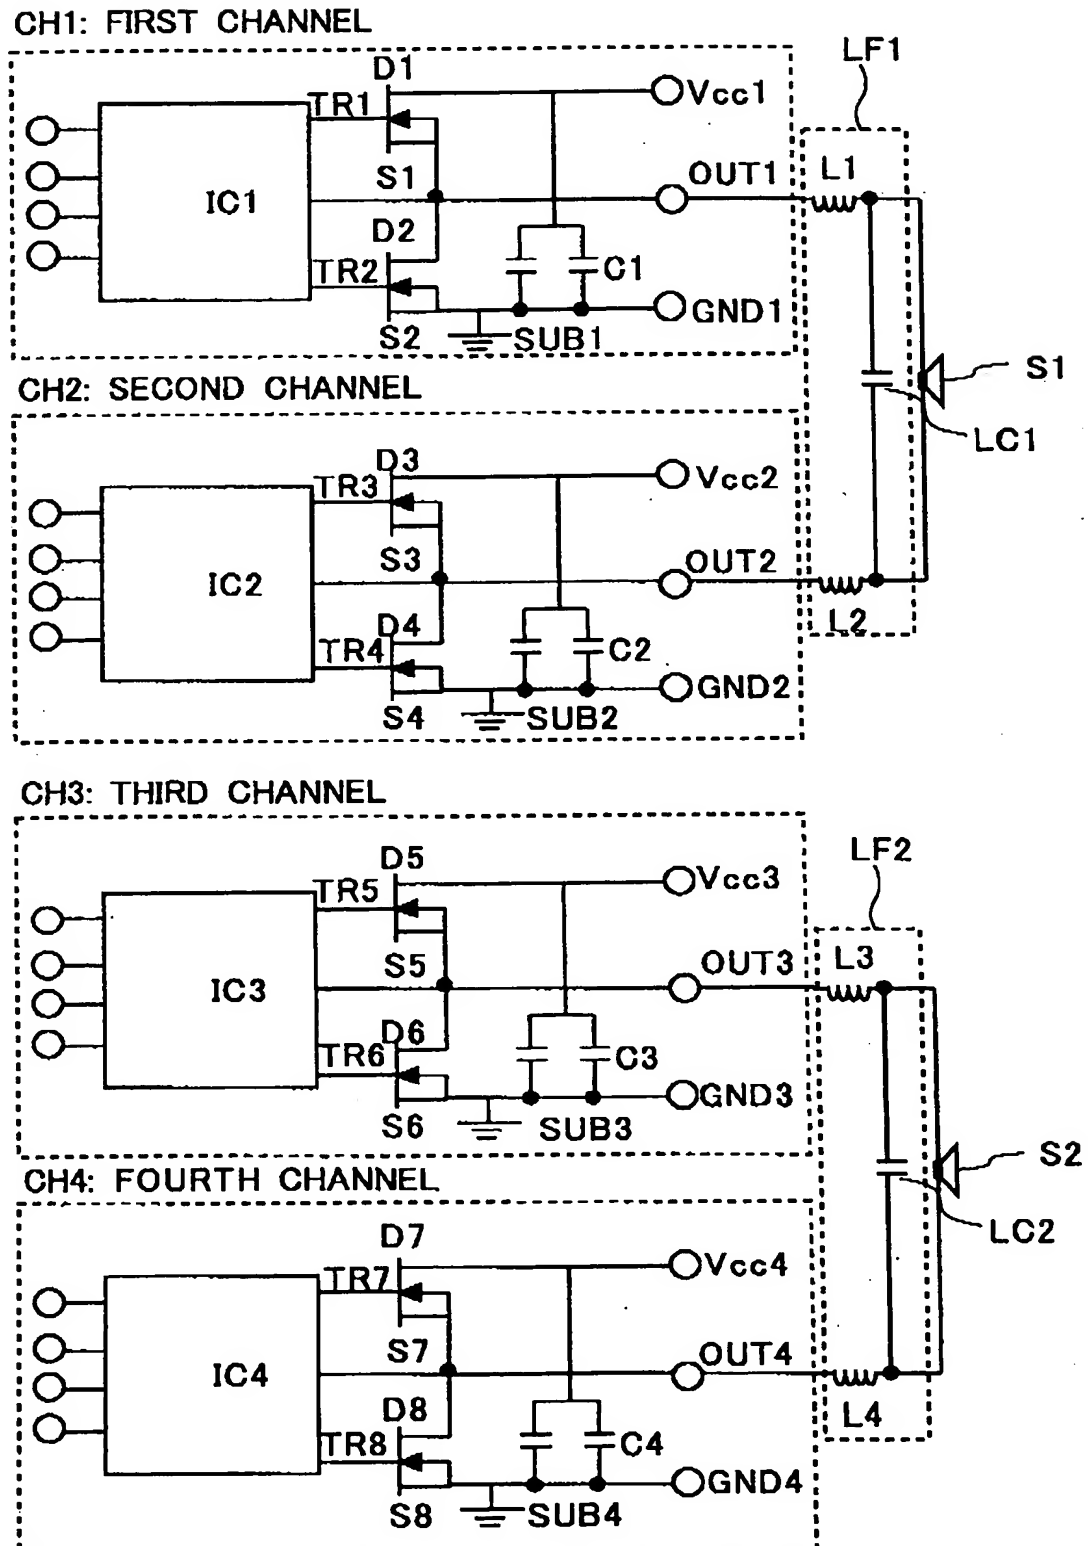 CH1: FIRST CHANNEL
LF1
D1
TR1
Vcc1
S1
OUT1
L1
IC1
D2
TR2
C1
GND1
S2
SUB1
S1
LC1
CH2: SECOND CHANNEL
D3
TR3
Vcc2
S3
OUT2
IC2
D4
L2
TR4
C2
GND2
S4
SUB2
CH3: THIRD CHANNEL
LF2
D5
TR5
Vcc3
S5
OUT3
L3
IC3
D6
TR6
C3
GND3
S6
SUB3
S2
LC2
CH4: FOURTH CHANNEL
D7
TR7
Vcc4
S7
OUT4
IC4
D8
L4
TR8
C4
GND4
S8
SUB4